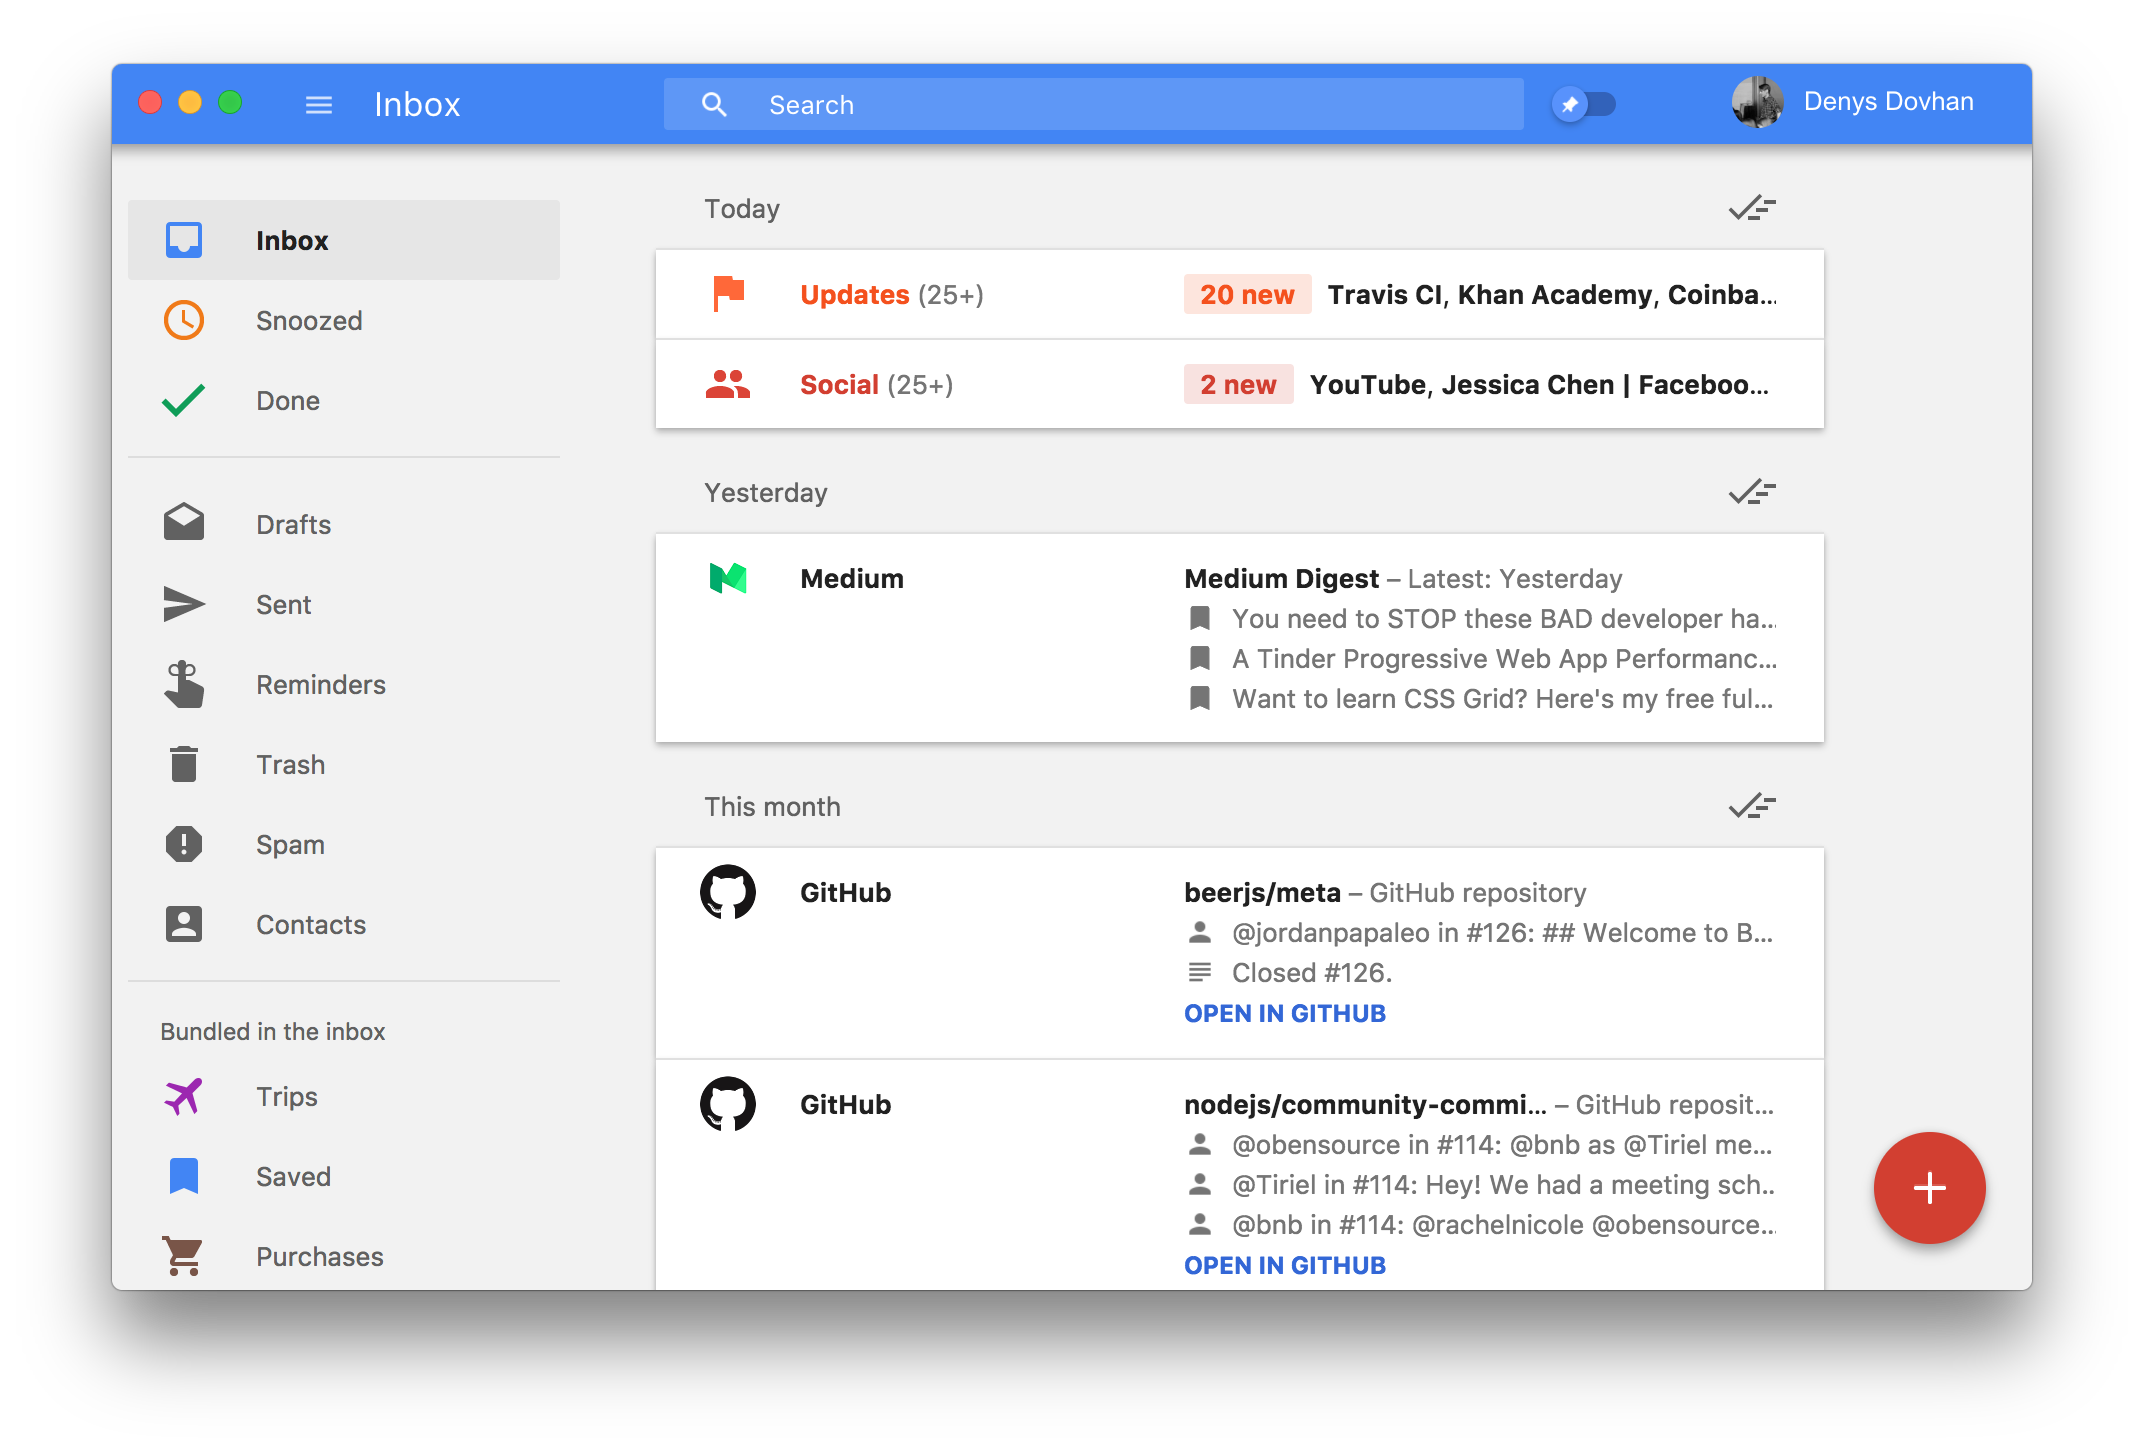 Inbox
Search
Denys Dovhan
Inbox
Snoozed
Done
Drafts
Sent
Reminders
Trash
Spam
Contacts
Bundled in the inbox
Trips
Saved
Purchases
Today
Updates (25+) 20 new Travis CI, Khan Academy, Coinba...
Social (25+) 2 new YouTube, Jessica Chen | Faceboo...
Yesterday
Medium Medium Digest – Latest: Yesterday
You need to STOP these BAD developer ha...
A Tinder Progressive Web App Performanc...
Want to learn CSS Grid? Here's my free ful...
This month
GitHub beerjs/meta – GitHub repository
@jordanpapaleo in #126: ## Welcome to B...
Closed #126.
OPEN IN GITHUB
GitHub nodejs/community-commi... – GitHub reposit...
@obensource in #114: @bnb as @Tiriel me...
@Tiriel in #114: Hey! We had a meeting sch...
@bnb in #114: @rachelnicole @obensource...
OPEN IN GITHUB